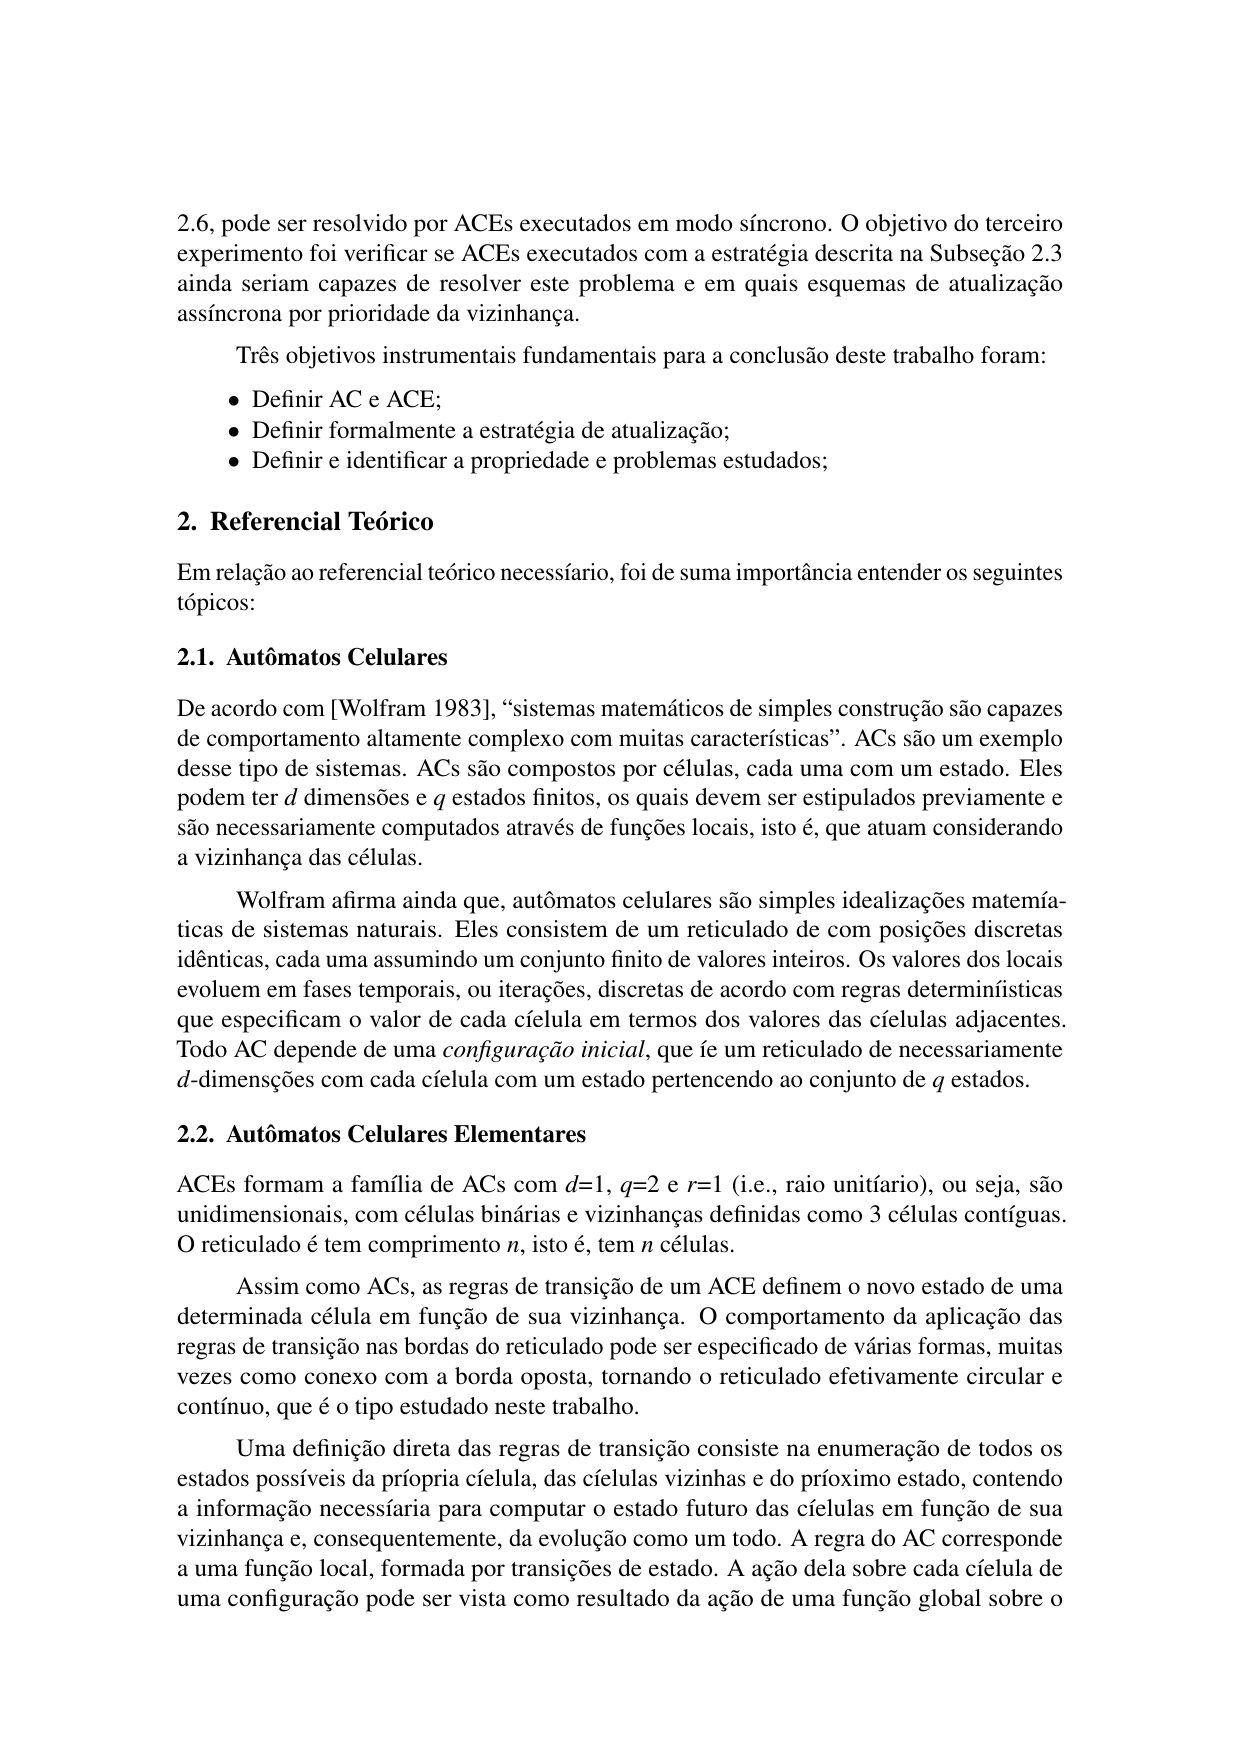 2.6, pode ser resolvido por ACEs executados em modo síncrono. O objetivo do terceiro
experimento foi verificar se ACEs executados com a estratégia descrita na Subseção 2.3
ainda seriam capazes de resolver este problema e em quais esquemas de atualização
assíncrona por prioridade da vizinhança.
Três objetivos instrumentais fundamentais para a conclusão deste trabalho foram:
• Definir AC e ACE;
• Definir formalmente a estratégia de atualização;
• Definir e identificar a propriedade e problemas estudados;
2. Referencial Teórico
Em relação ao referencial teórico necessíario, foi de suma importância entender os seguintes
tópicos:
2.1. Autômatos Celulares
De acordo com [Wolfram 1983], “sistemas matemáticos de simples construção são capazes
de comportamento altamente complexo com muitas características”. ACs são um exemplo
desse tipo de sistemas. ACs são compostos por células, cada uma com um estado. Eles
podem ter d dimensões e q estados finitos, os quais devem ser estipulados previamente e
são necessariamente computados através de funções locais, isto é, que atuam considerando
a vizinhança das células.
Wolfram afirma ainda que, autômatos celulares são simples idealizações matemía-
ticas de sistemas naturais. Eles consistem de um reticulado de com posições discretas
idênticas, cada uma assumindo um conjunto finito de valores inteiros. Os valores dos locais
evoluem em fases temporais, ou iterações, discretas de acordo com regras determiníisticas
que especificam o valor de cada cíelula em termos dos valores das cíelulas adjacentes.
Todo AC depende de uma configuração inicial, que íe um reticulado de necessariamente
d-dimensções com cada cíelula com um estado pertencendo ao conjunto de q estados.
2.2. Autômatos Celulares Elementares
ACEs formam a família de ACs com d=1, q=2 e r=1 (i.e., raio unitíario), ou seja, são
unidimensionais, com células binárias e vizinhanças definidas como 3 células contíguas.
O reticulado é tem comprimento n, isto é, tem n células.
Assim como ACs, as regras de transição de um ACE definem o novo estado de uma
determinada célula em função de sua vizinhança. O comportamento da aplicação das
regras de transição nas bordas do reticulado pode ser especificado de várias formas, muitas
vezes como conexo com a borda oposta, tornando o reticulado efetivamente circular e
contínuo, que é o tipo estudado neste trabalho.
Uma definição direta das regras de transição consiste na enumeração de todos os
estados possíveis da príopria cíelula, das cíelulas vizinhas e do príoximo estado, contendo
a informação necessíaria para computar o estado futuro das cíelulas em função de sua
vizinhança e, consequentemente, da evolução como um todo. A regra do AC corresponde
a uma função local, formada por transições de estado. A ação dela sobre cada cíelula de
uma configuração pode ser vista como resultado da ação de uma função global sobre o